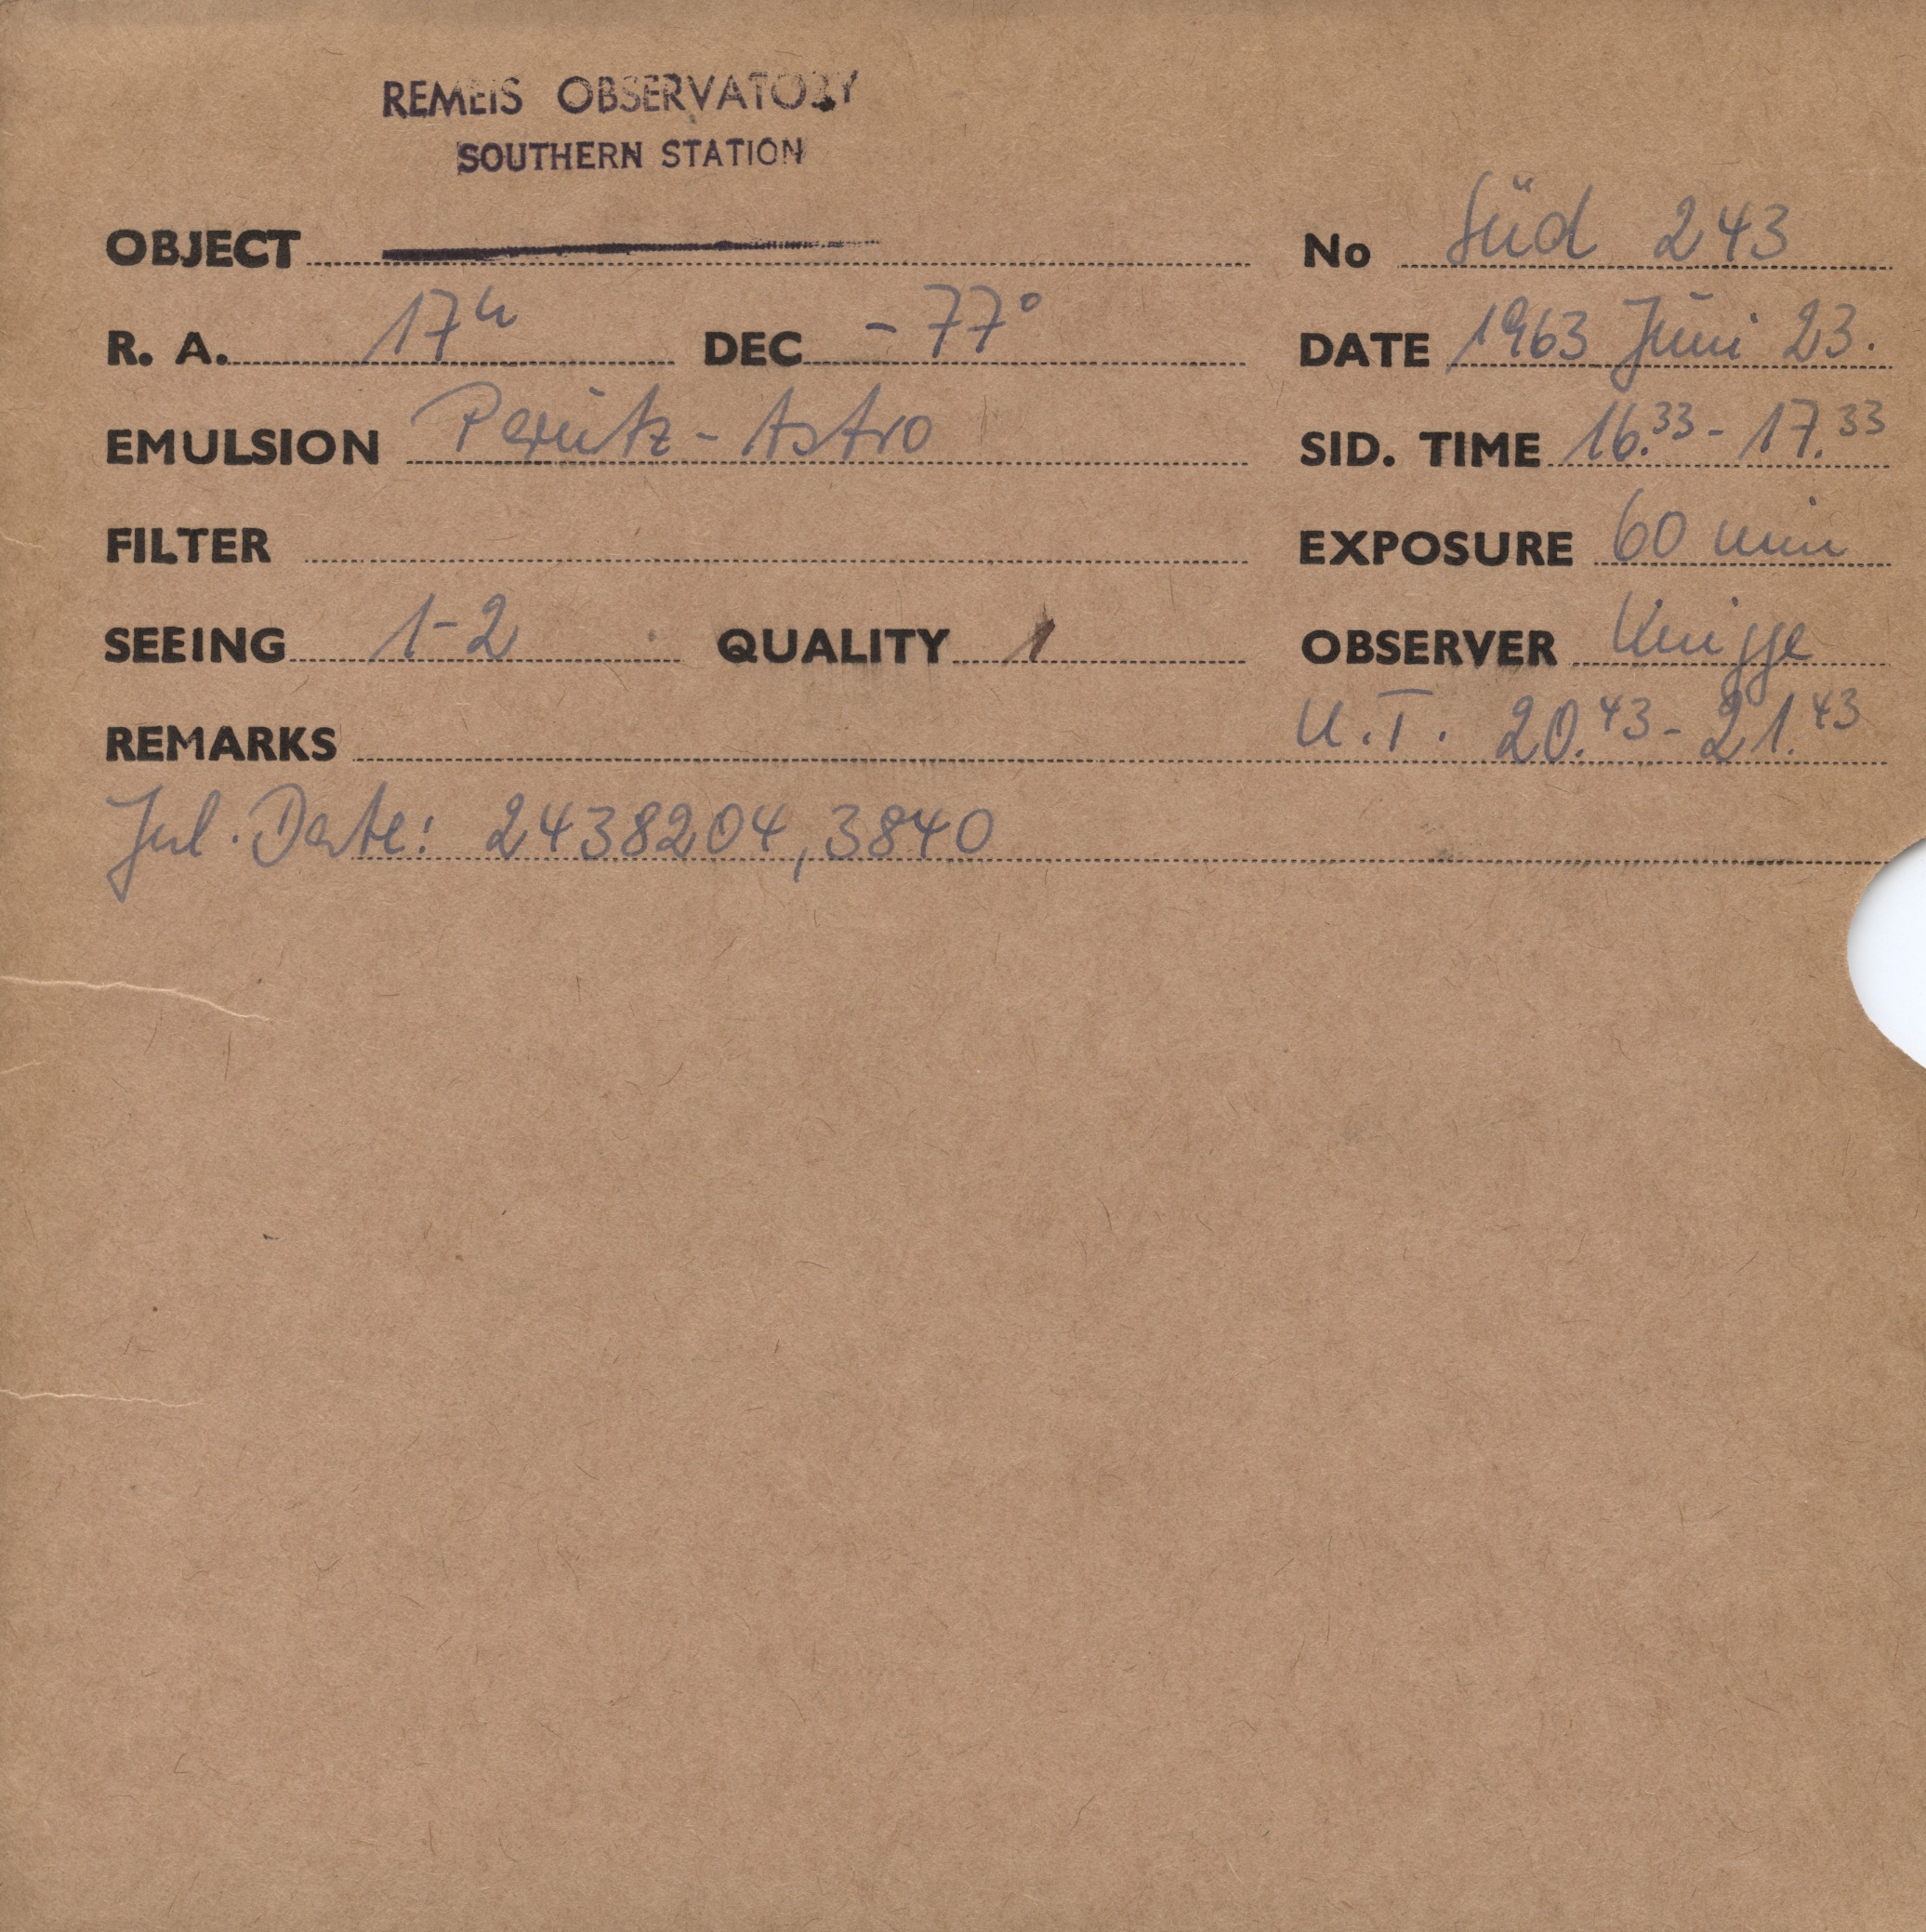 REMEIS OBSERVATORY
SOUTHERN STATION
OBJECT No Süd 243
R. A. 17h DEC -77° DATE 1963 Juni 23.
EMULSION Perutz-Astro SID. TIME 16.33 - 17.33
FILTER EXPOSURE 60 min
SEEING 1-2 QUALITY 1 OBSERVER Knigge
REMARKS U.T. 20.43 - 21.43
Jul. Date: 2438204,3840